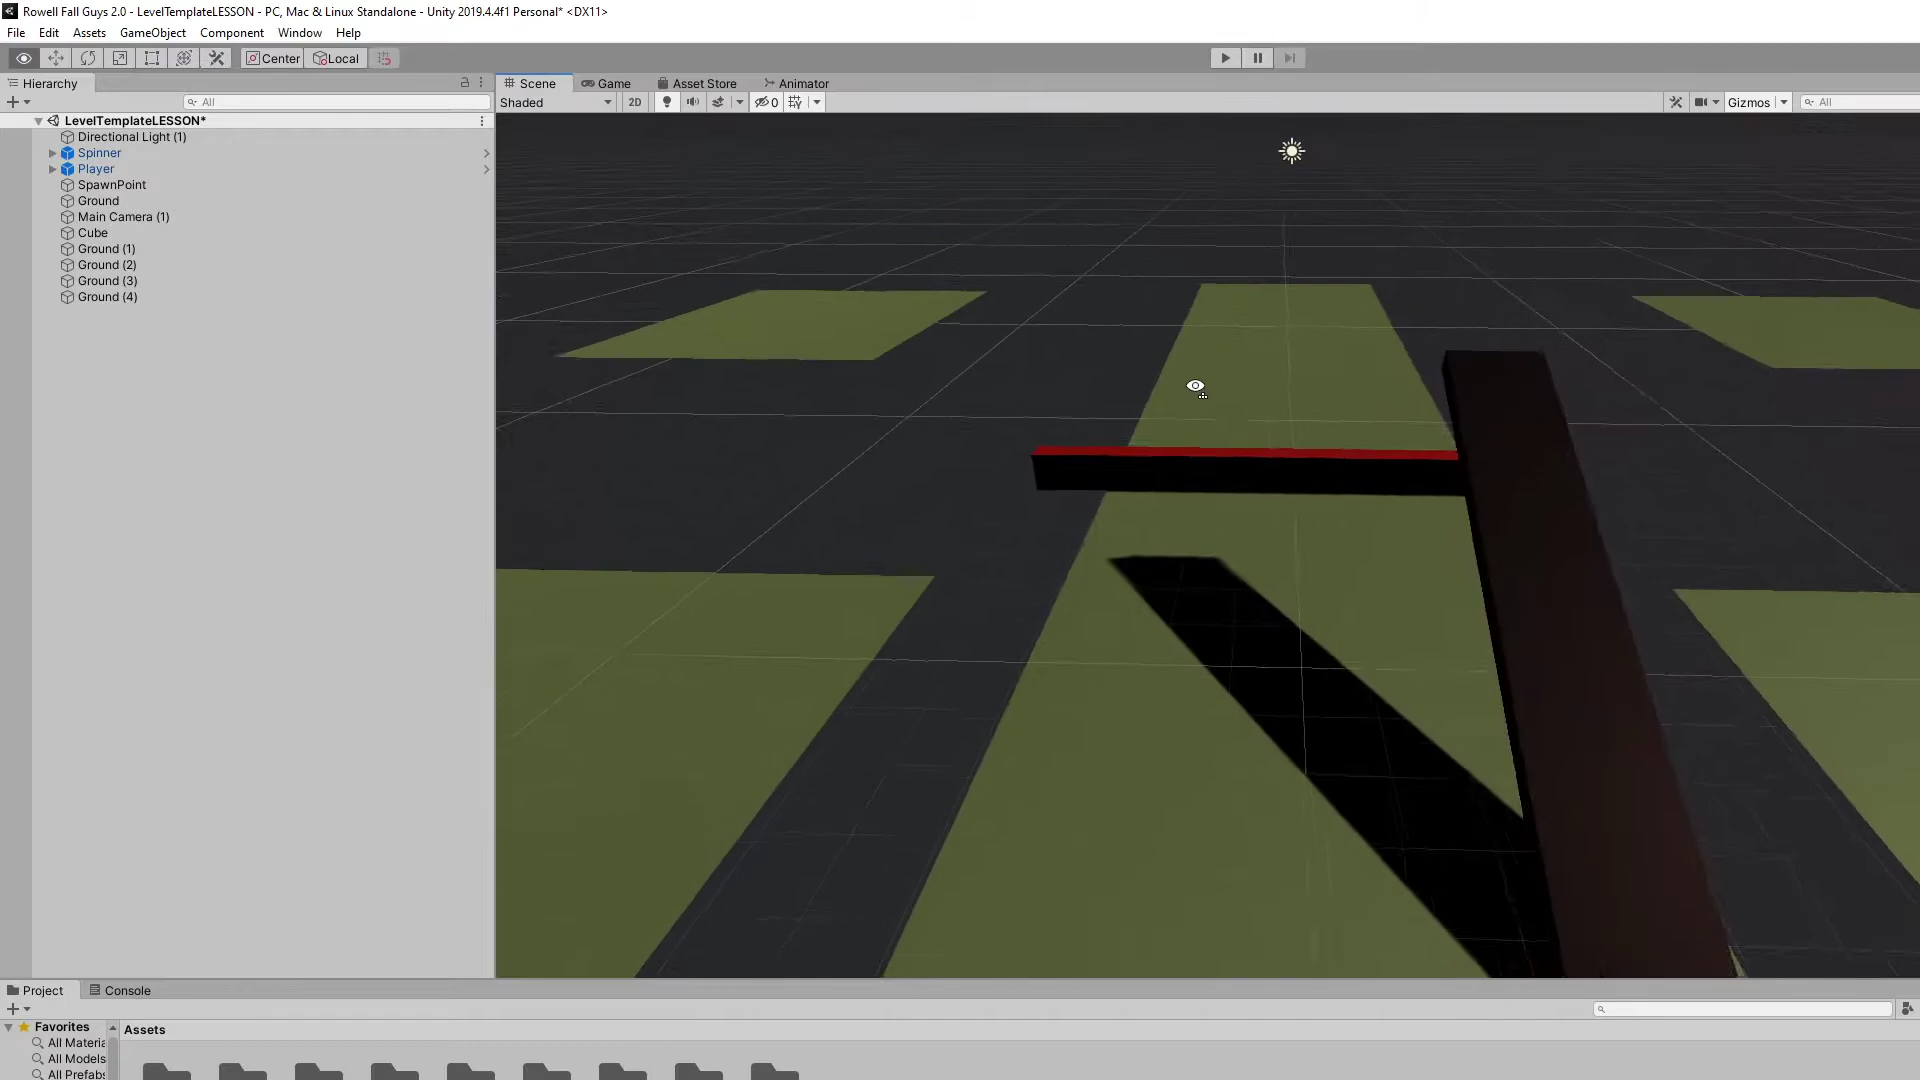 Rowell Fall Guys 2.0 - LevelTemplateLESSON - PC, Mac & Linux Standalone - Unity 2019.4.4f1 Personal* <DX11>
File Edit Assets GameObject Component Window Help
Center Local
Hierarchy
Scene Game Asset Store Animator
All
Shaded 2D 0 Gizmos All
LevelTemplateLESSON*
Directional Light (1)
Spinner
Player
SpawnPoint
Ground
Main Camera (1)
Cube
Ground (1)
Ground (2)
Ground (3)
Ground (4)
Project Console
Favorites
Assets
All Materia
All Models
All Prefabs